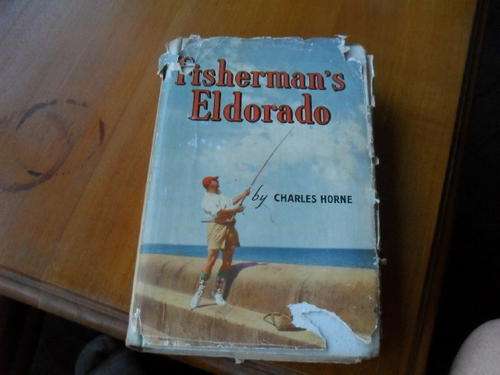 Fisherman's
Eldorado
by CHARLES HORNE